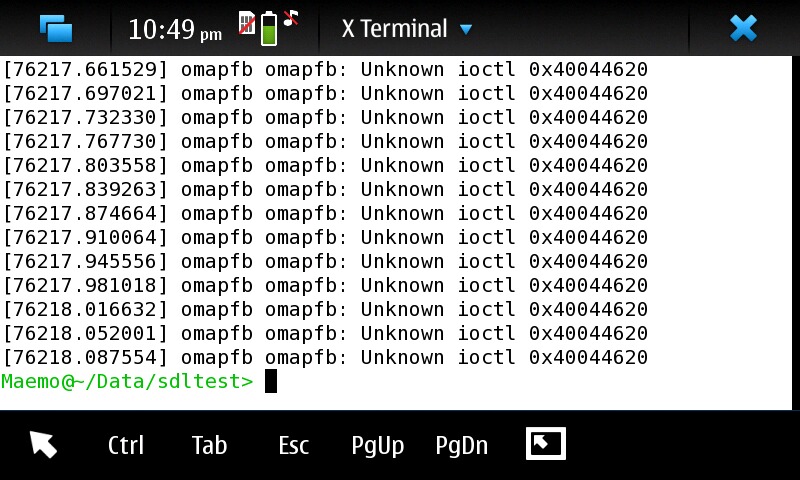 10:49 pm X Terminal
[76217.661529] omapfb omapfb: Unknown ioctl 0x40044620
[76217.697021] omapfb omapfb: Unknown ioctl 0x40044620
[76217.732330] omapfb omapfb: Unknown ioctl 0x40044620
[76217.767730] omapfb omapfb: Unknown ioctl 0x40044620
[76217.803558] omapfb omapfb: Unknown ioctl 0x40044620
[76217.839263] omapfb omapfb: Unknown ioctl 0x40044620
[76217.874664] omapfb omapfb: Unknown ioctl 0x40044620
[76217.910064] omapfb omapfb: Unknown ioctl 0x40044620
[76217.945556] omapfb omapfb: Unknown ioctl 0x40044620
[76217.981018] omapfb omapfb: Unknown ioctl 0x40044620
[76218.016632] omapfb omapfb: Unknown ioctl 0x40044620
[76218.052001] omapfb omapfb: Unknown ioctl 0x40044620
[76218.087554] omapfb omapfb: Unknown ioctl 0x40044620
Maemo@~/Data/sdltest>
Ctrl Tab Esc PgUp PgDn